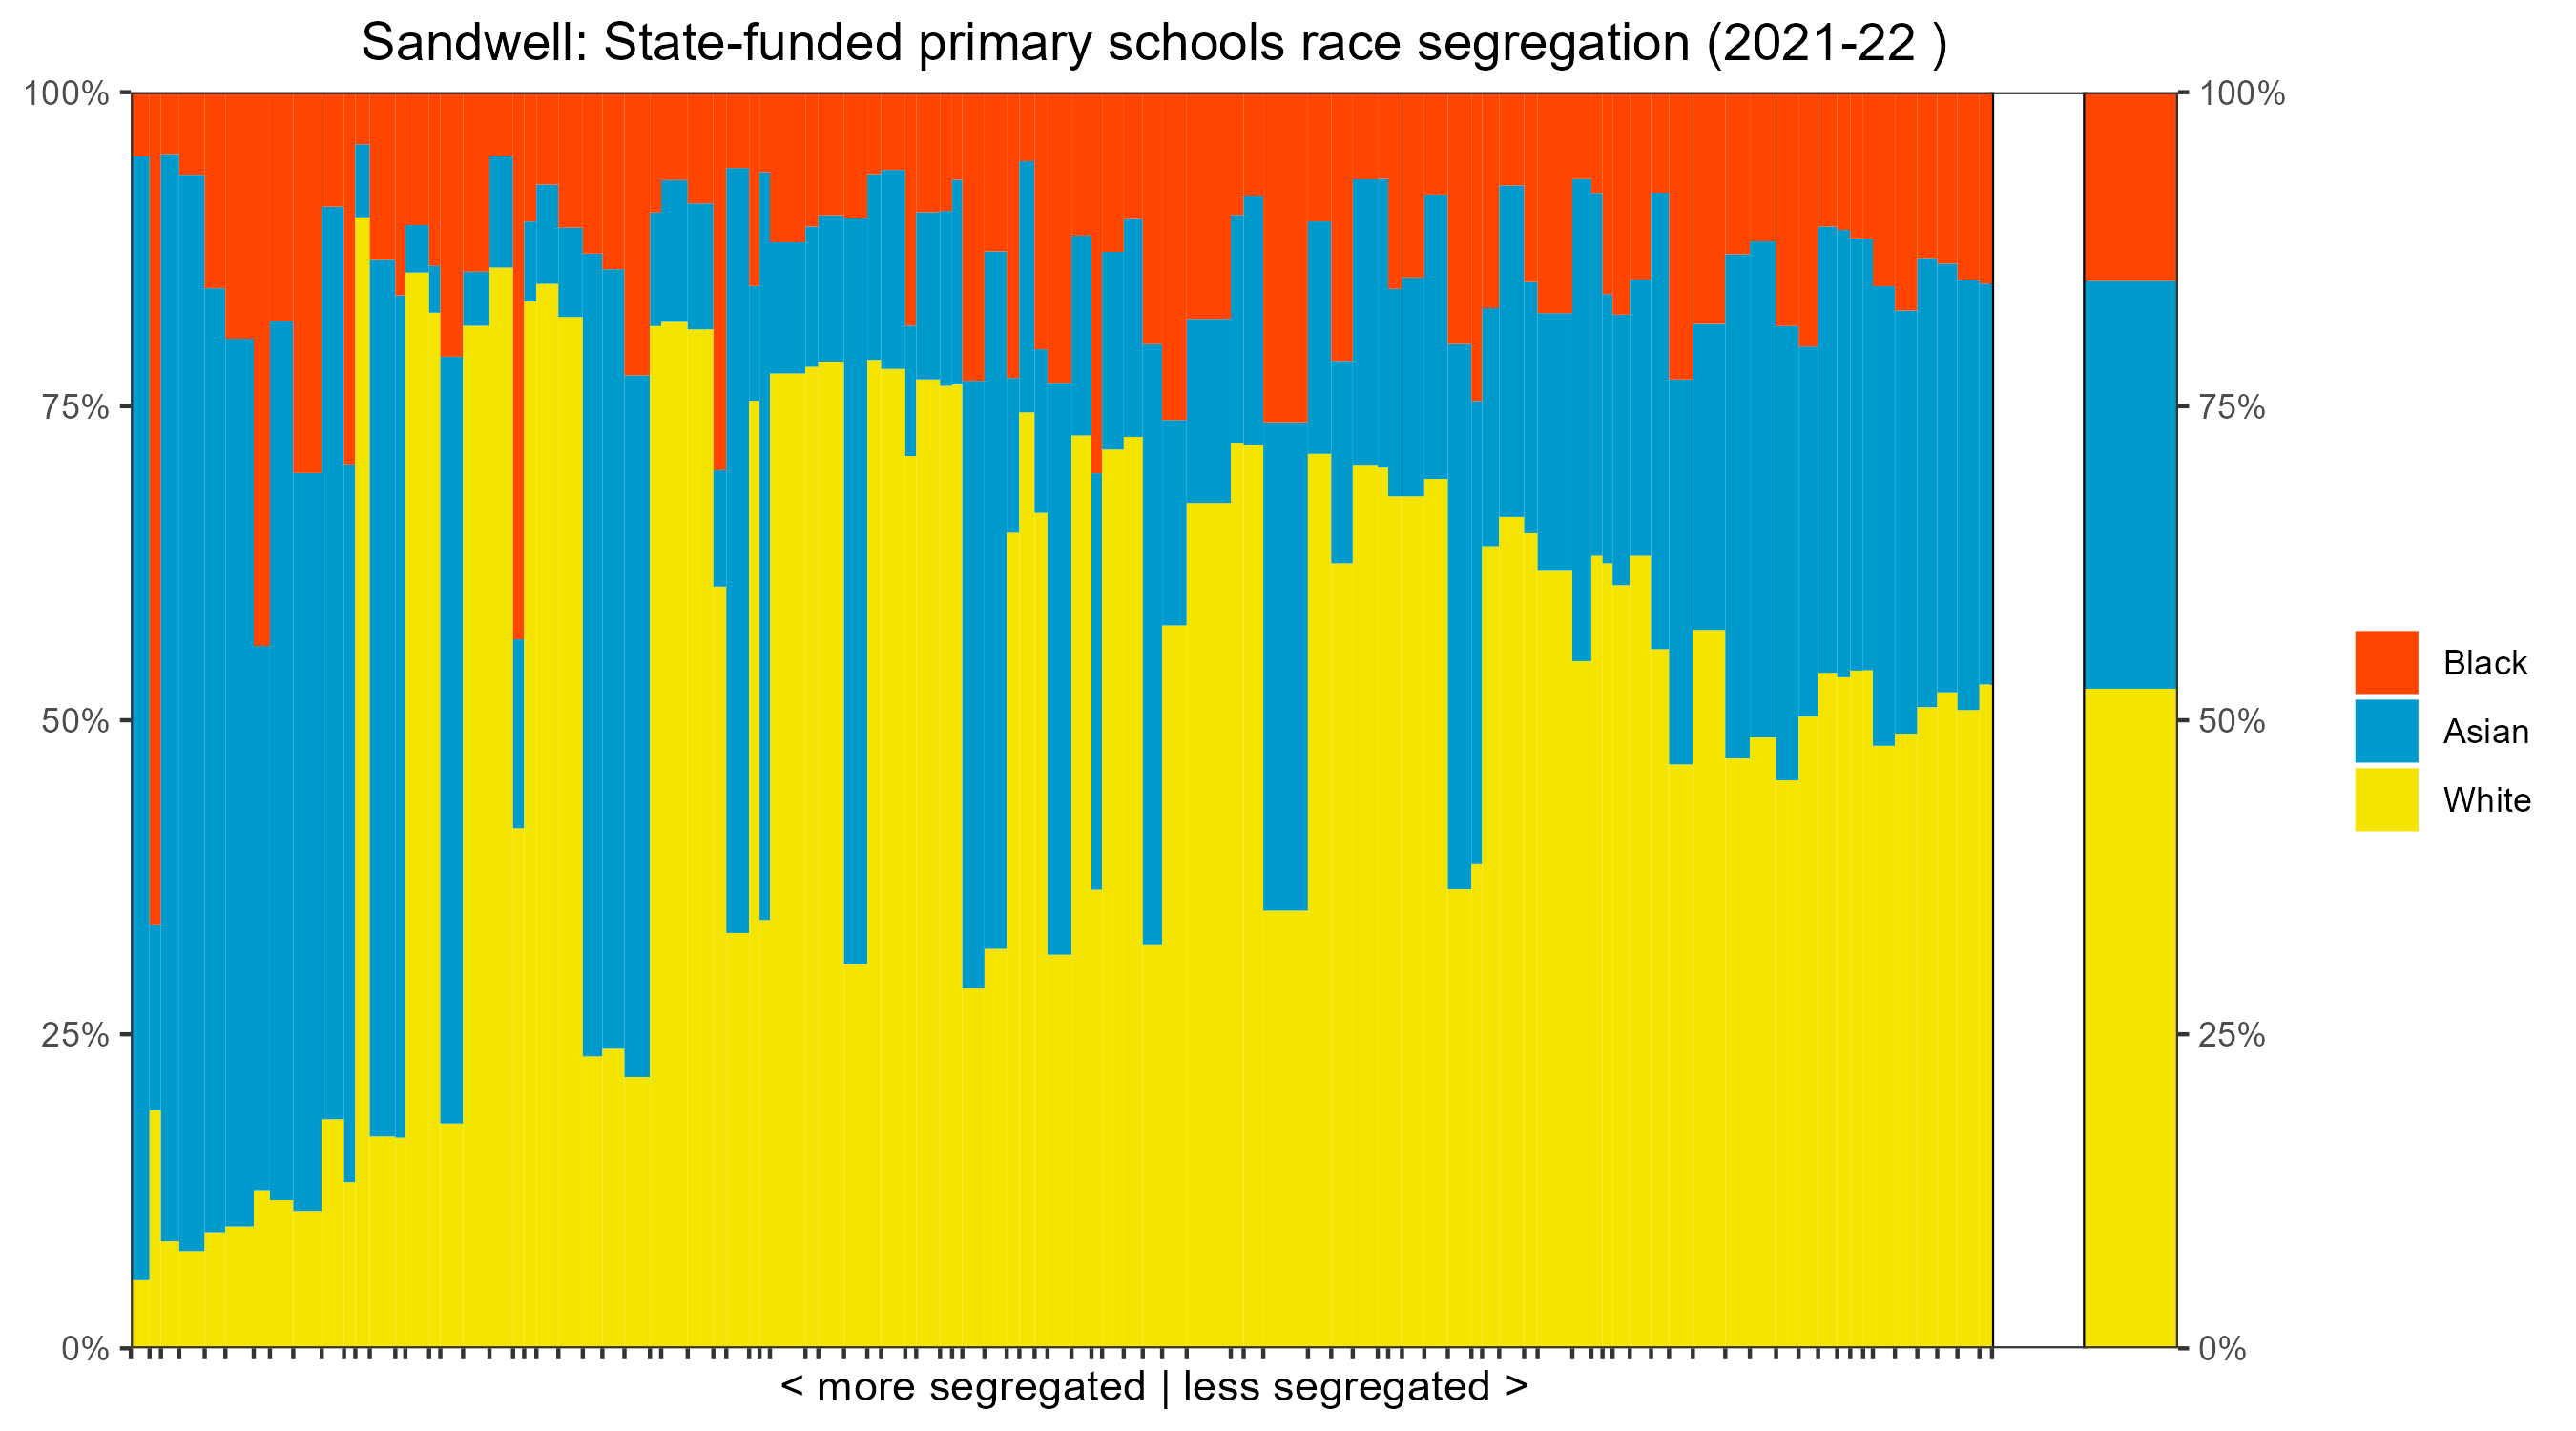 Sandwell: State-funded primary schools race segregation (2021-22 )
100%
75%
50%
25%
0%
100%
75%
50%
25%
0%
Black
Asian
White
< more segregated | less segregated >